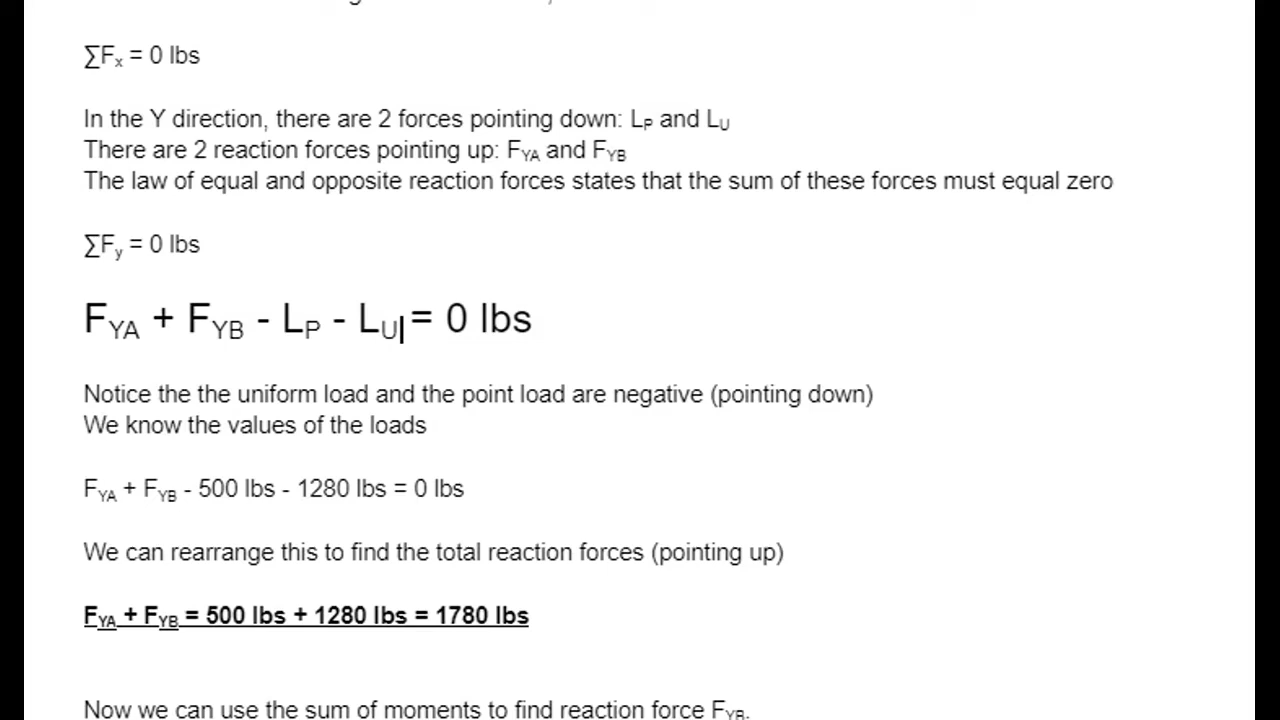 ∑Fₓ = 0 lbs
In the Y direction, there are 2 forces pointing down: LP and LU
There are 2 reaction forces pointing up: FYA and FYB
The law of equal and opposite reaction forces states that the sum of these forces must equal zero
∑Fy = 0 lbs
FYA + FYB - LP - LU = 0 lbs
Notice the the uniform load and the point load are negative (pointing down)
We know the values of the loads
FYA + FYB - 500 lbs - 1280 lbs = 0 lbs
We can rearrange this to find the total reaction forces (pointing up)
FYA + FYB = 500 lbs + 1280 lbs = 1780 lbs
Now we can use the sum of moments to find reaction force FYB.